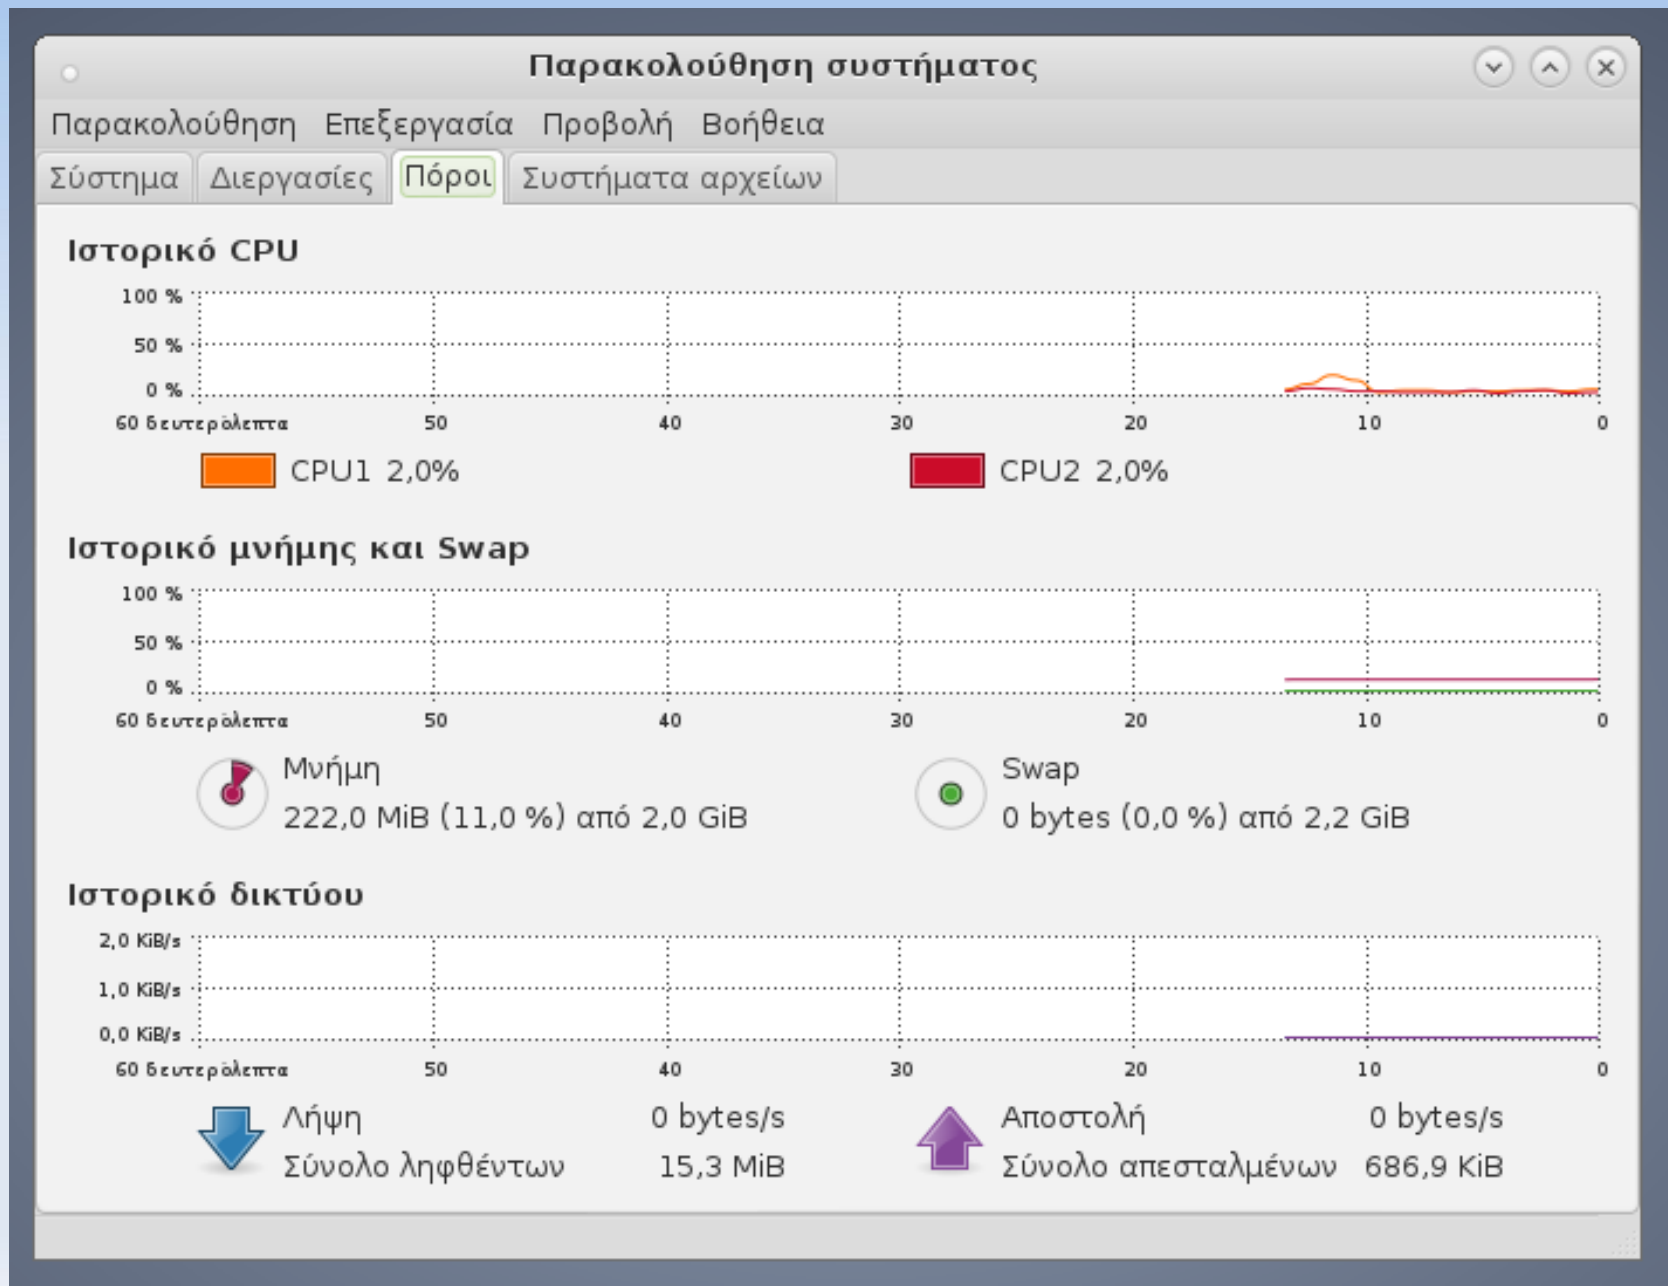 Παρακολούθηση συστήματος
Παρακολούθηση Επεξεργασία Προβολή Βοήθεια
Σύστημα Διεργασίες Πόροι Συστήματα αρχείων
Ιστορικό CPU
100 %
50 %
0 %
60 δευτερόλεπτα 50 40 30 20 10 0
CPU1 2,0% CPU2 2,0%
Ιστορικό μνήμης και Swap
100 %
50 %
0 %
60 δευτερόλεπτα 50 40 30 20 10 0
Μνήμη Swap
222,0 MiB (11,0 %) από 2,0 GiB 0 bytes (0,0 %) από 2,2 GiB
Ιστορικό δικτύου
2,0 KiB/s
1,0 KiB/s
0,0 KiB/s
60 δευτερόλεπτα 50 40 30 20 10 0
Λήψη 0 bytes/s Αποστολή 0 bytes/s
Σύνολο ληφθέντων 15,3 MiB Σύνολο απεσταλμένων 686,9 KiB